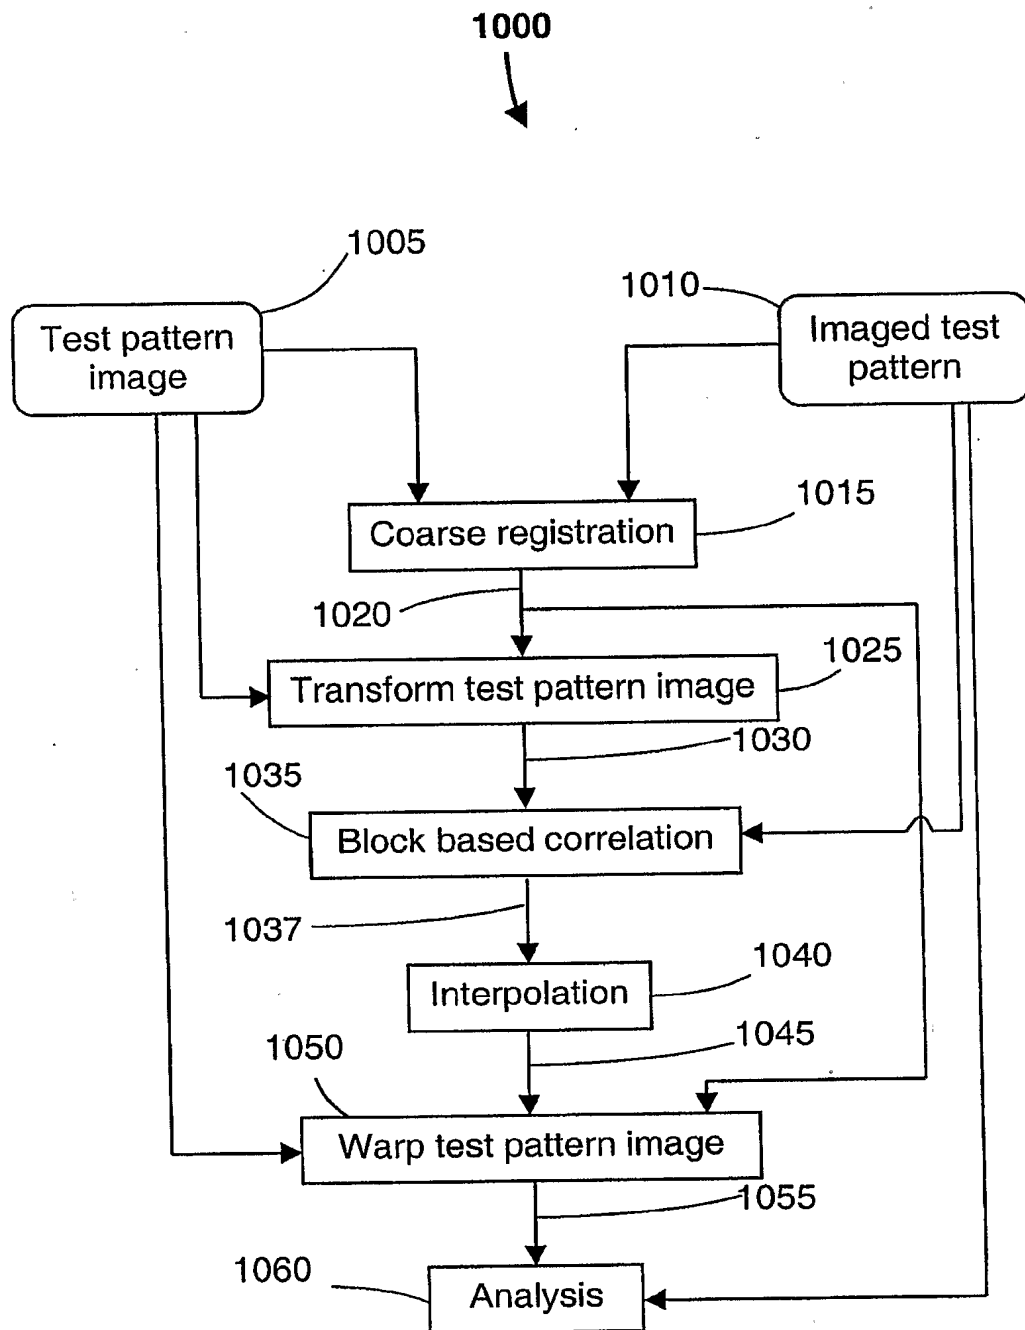 1000
1005
1010
Test pattern
image
Imaged test
pattern
1015
Coarse registration
1020
1025
Transform test pattern image
1030
1035
Block based correlation
1037
1040
Interpolation
1045
1050
Warp test pattern image
1055
1060
Analysis